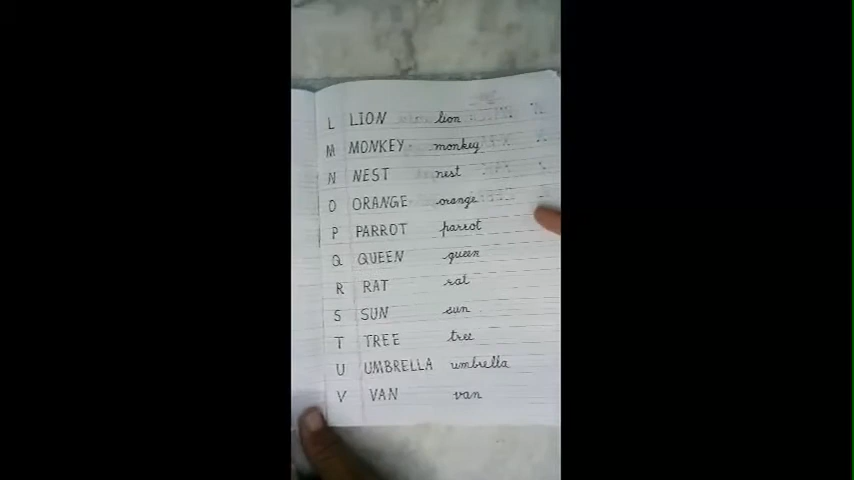 L LION lion
M MONKEY monkey
N NEST nest
O ORANGE orange
P PARROT parrot
Q QUEEN queen
R RAT rat
S SUN sun
T TREE tree
U UMBRELLA umbrella
V VAN van